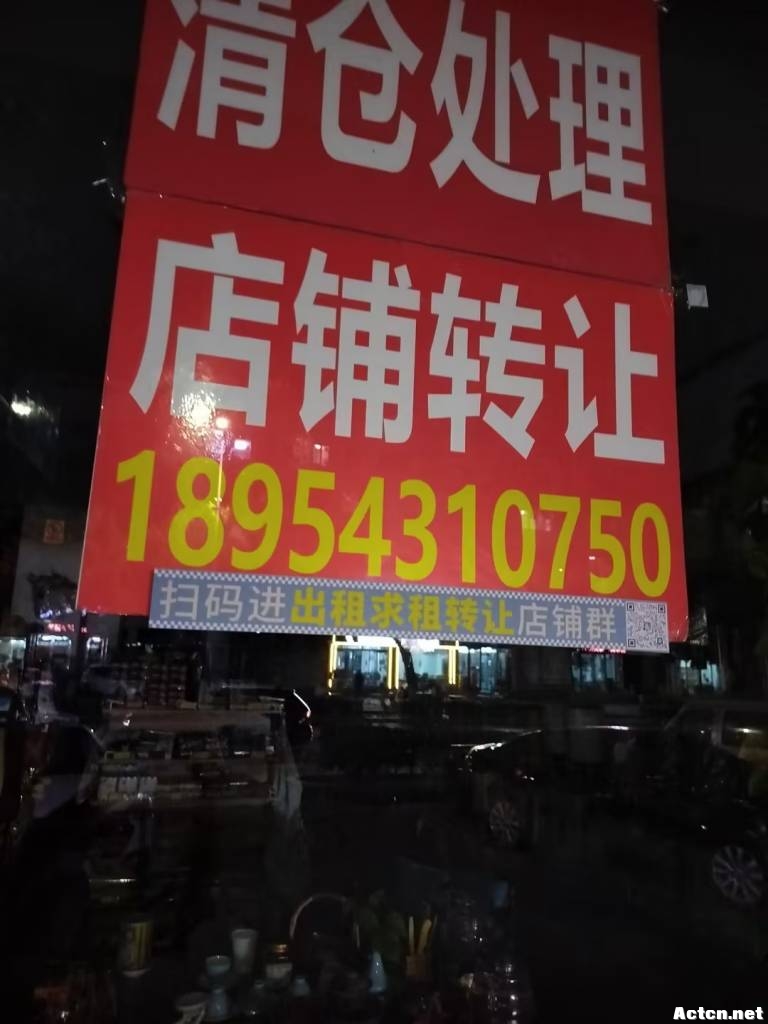 清仓处理
店铺转让
18954310750
扫码进出租求租转让店铺群
Actcn.net